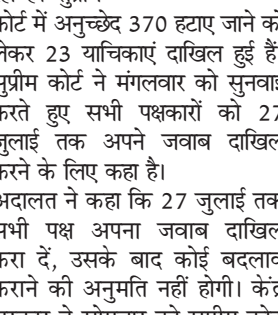 कोर्ट में अनुच्छेद 370 हटाए जाने को
लेकर 23 याचिकाएं दाखिल हुई हैं
सुप्रीम कोर्ट ने मंगलवार को सुनवाई
करते हुए सभी पक्षकारों को 27
जुलाई तक अपने जवाब दाखिल
करने के लिए कहा है।
अदालत ने कहा कि 27 जुलाई तक
सभी पक्ष अपना जवाब दाखिल
करा दें, उसके बाद कोई बदलाव
कराने की अनुमति नहीं होगी। केंद्र